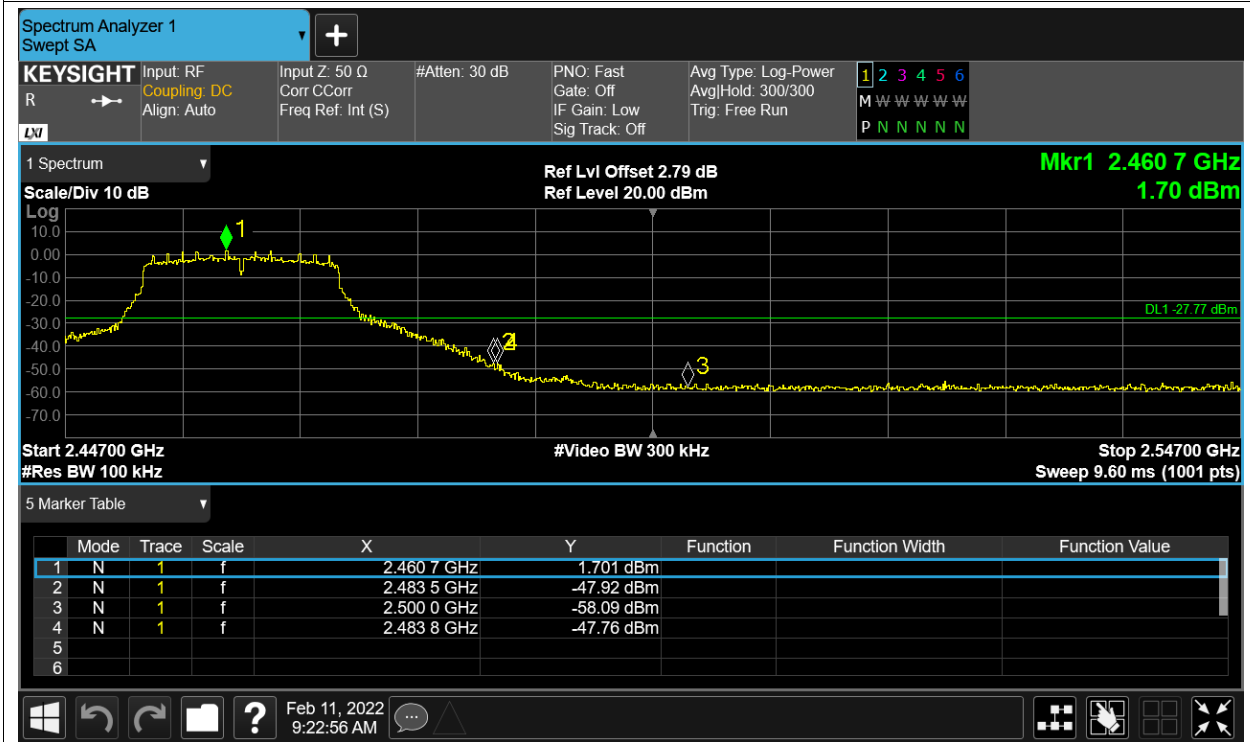 Spectrum Analyzer 1
Swept SA
+
KEYSIGHT Input: RF Input Z: 50 Ω #Atten: 30 dB PNO: Fast Avg Type: Log-Power 1 2 3 4 5 6
R Coupling: DC Corr CCorr Gate: Off Avg|Hold: 300/300 M W W W W W
Align: Auto Freq Ref: Int (S) IF Gain: Low Trig: Free Run
LXI Sig Track: Off P N N N N N
1 Spectrum Ref Lvl Offset 2.79 dB Mkr1 2.460 7 GHz
Scale/Div 10 dB Ref Level 20.00 dBm 1.70 dBm
Log
10.0
1
0.00
-10.0
-20.0
DL1 -27.77 dBm
-30.0
-40.0
2 4
-50.0
3
-60.0
-70.0
Start 2.44700 GHz #Video BW 300 kHz Stop 2.54700 GHz
#Res BW 100 kHz Sweep 9.60 ms (1001 pts)
5 Marker Table
Mode Trace Scale X Y Function Function Width Function Value
1 N 1 f 2.460 7 GHz 1.701 dBm
2 N 1 f 2.483 5 GHz -47.92 dBm
3 N 1 f 2.500 0 GHz -58.09 dBm
4 N 1 f 2.483 8 GHz -47.76 dBm
5
6
? Feb 11, 2022
9:22:56 AM